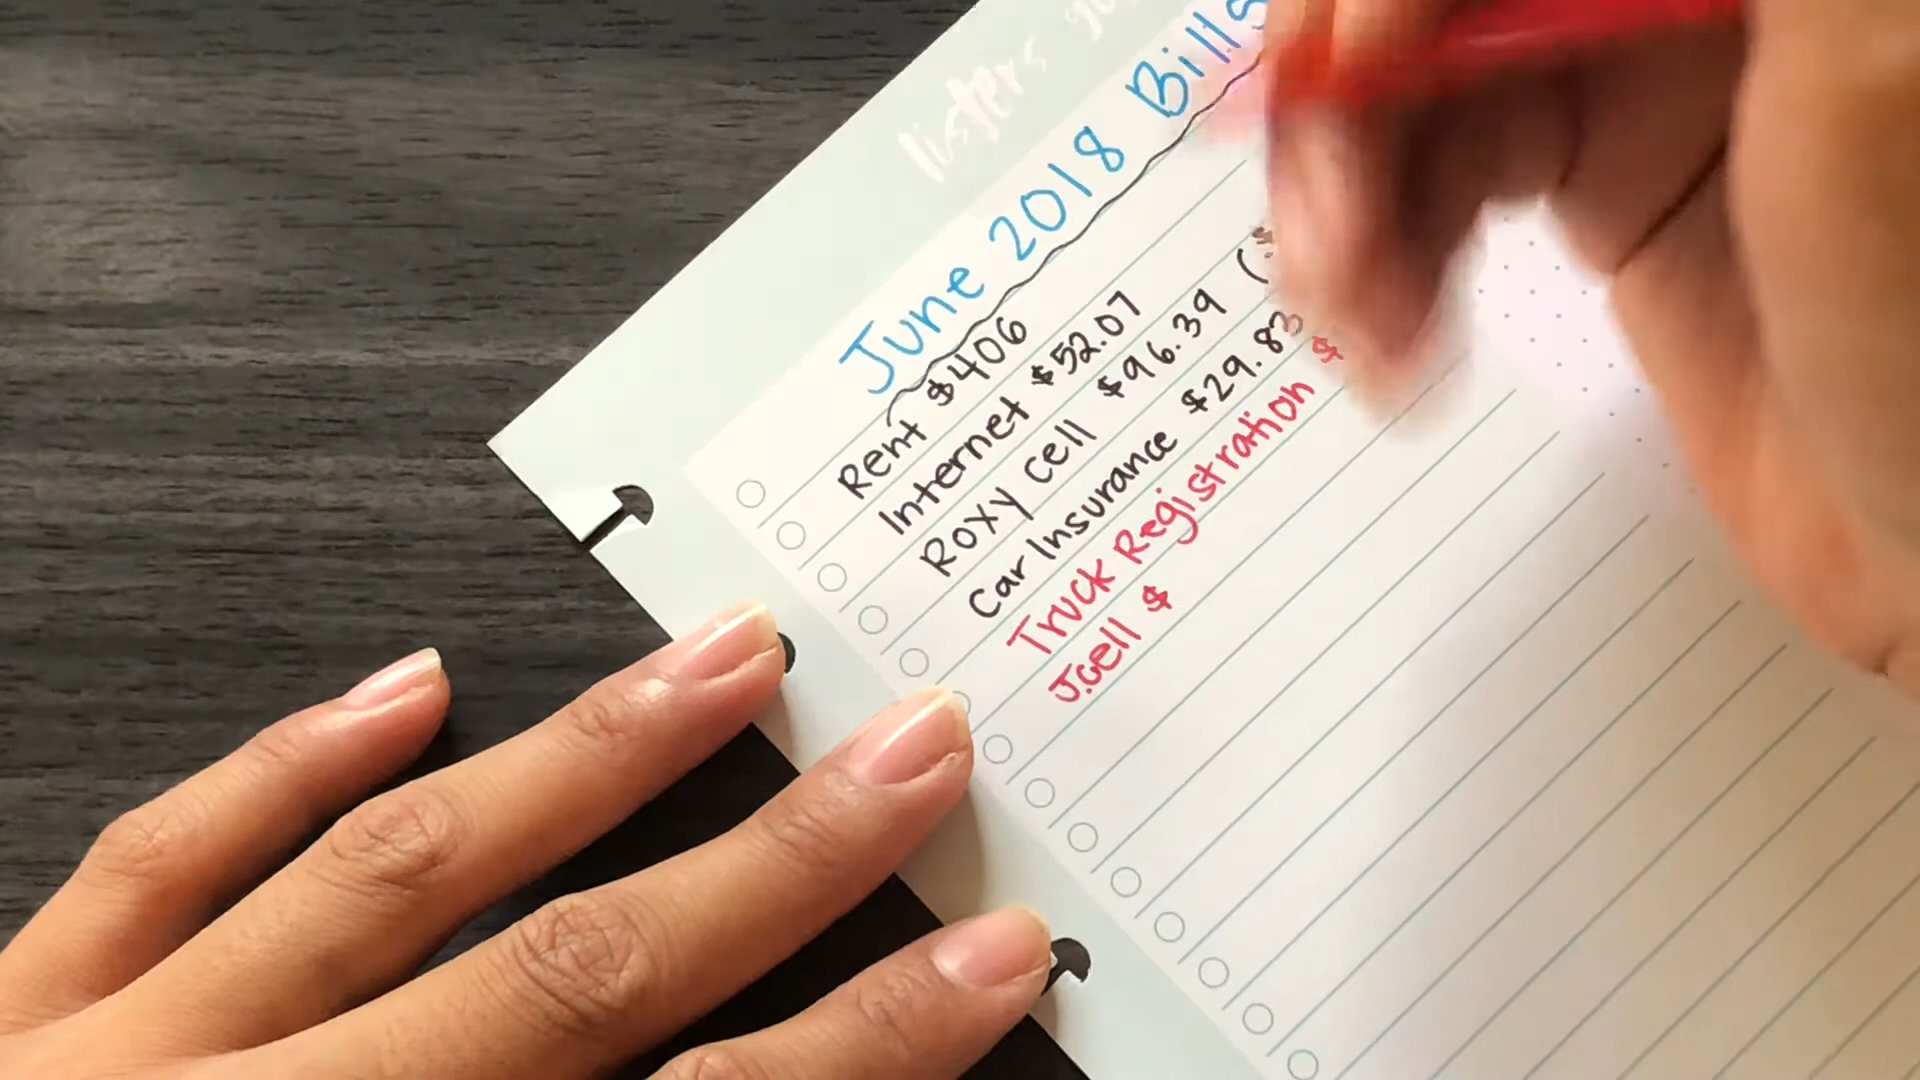 listers
June 2018 Bills
Rent $406
Internet $52.07
Roxy cell $96.39 (
Car Insurance $29.83
Truck Registration $
J.cell $